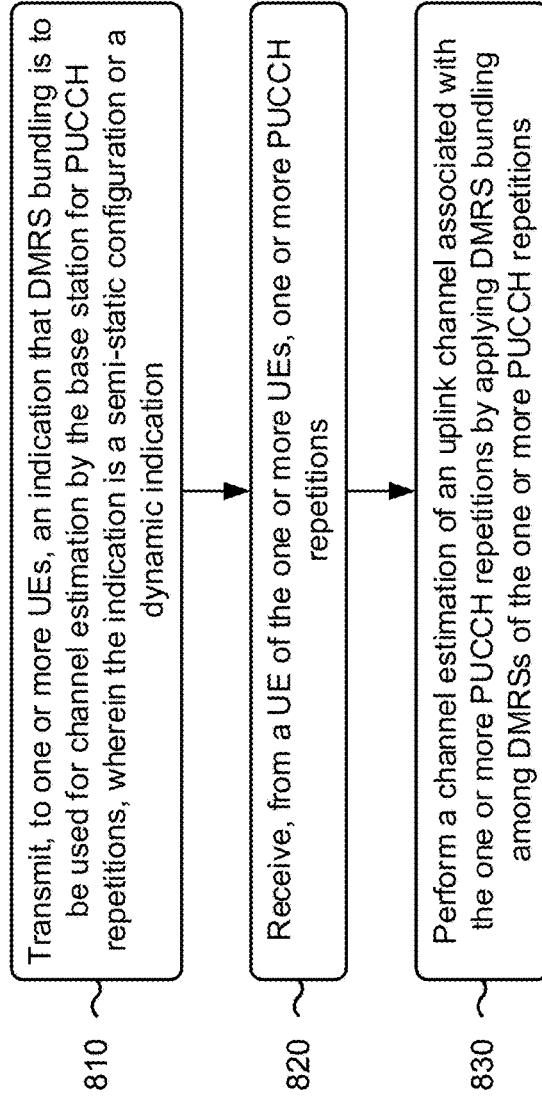 810
Transmit, to one or more UEs, an indication that DMRS bundling is to
be used for channel estimation by the base station for PUCCH
repetitions, wherein the indication is a semi-static configuration or a
dynamic indication
820
Receive, from a UE of the one or more UEs, one or more PUCCH
repetitions
830
Perform a channel estimation of an uplink channel associated with
the one or more PUCCH repetitions by applying DMRS bundling
among DMRSs of the one or more PUCCH repetitions